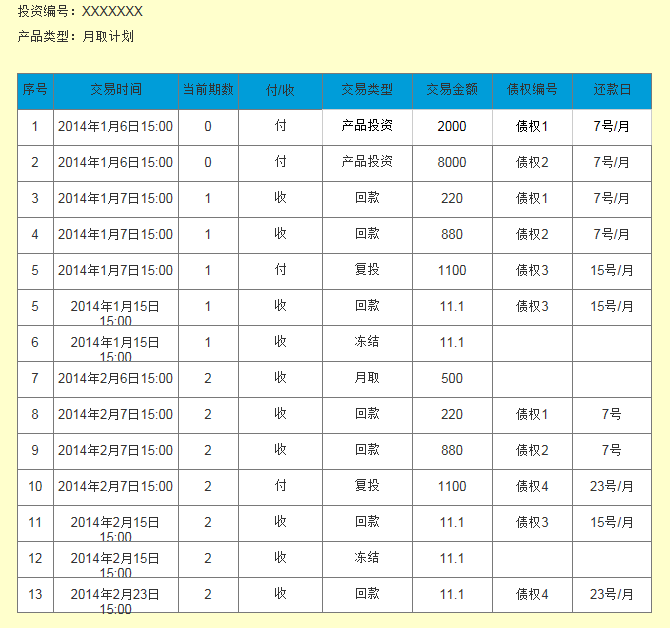 投资编号：XXXXXXX
产品类型：月取计划
序号 交易时间 当前期数 付/收 交易类型 交易金额 债权编号 还款日
1 2014年1月6日15:00 0 付 产品投资 2000 债权1 7号/月
2 2014年1月6日15:00 0 付 产品投资 8000 债权2 7号/月
3 2014年1月7日15:00 1 收 回款 220 债权1 7号/月
4 2014年1月7日15:00 1 收 回款 880 债权2 7号/月
5 2014年1月7日15:00 1 付 复投 1100 债权3 15号/月
5 2014年1月15日 1 收 回款 11.1 债权3 15号/月
15:00
6 2014年1月15日 1 收 冻结 11.1
15:00
7 2014年2月6日15:00 2 收 月取 500
8 2014年2月7日15:00 2 收 回款 220 债权1 7号
9 2014年2月7日15:00 2 收 回款 880 债权2 7号
10 2014年2月7日15:00 2 付 复投 1100 债权4 23号/月
11 2014年2月15日 2 收 回款 11.1 债权3 15号/月
15:00
12 2014年2月15日 2 收 冻结 11.1
15:00
13 2014年2月23日 2 收 回款 11.1 债权4 23号/月
15:00